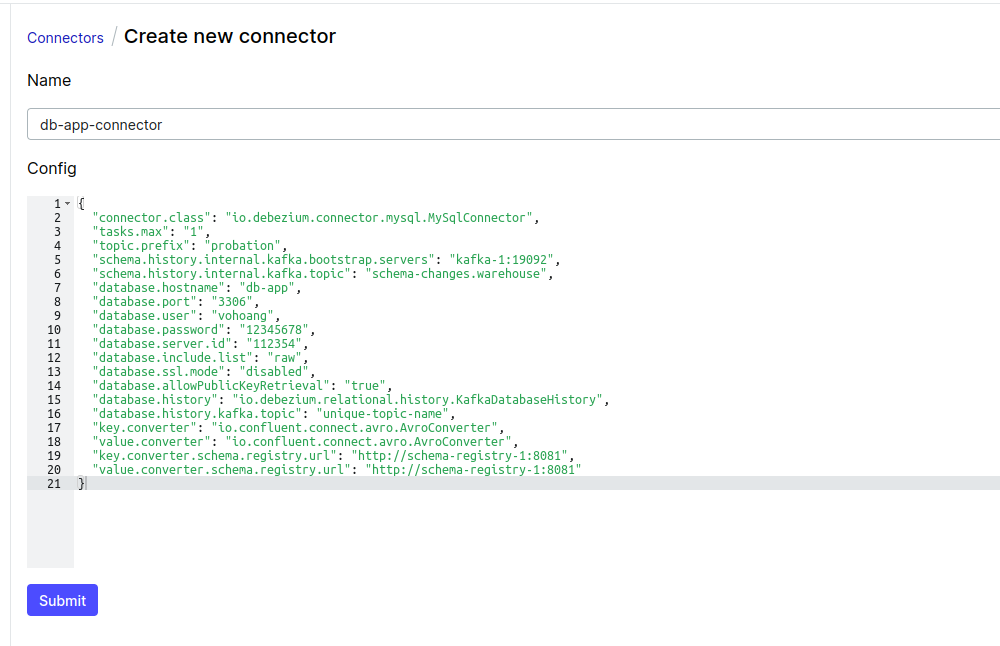 Connectors / Create new connector
Name
db-app-connector
Config
1 {
2 "connector.class": "io.debezium.connector.mysql.MySqlConnector",
3 "tasks.max": "1",
4 "topic.prefix": "probation",
5 "schema.history.internal.kafka.bootstrap.servers": "kafka-1:19092",
6 "schema.history.internal.kafka.topic": "schema-changes.warehouse",
7 "database.hostname": "db-app",
8 "database.port": "3306",
9 "database.user": "vohoang",
10 "database.password": "12345678",
11 "database.server.id": "112354",
12 "database.include.list": "raw",
13 "database.ssl.mode": "disabled",
14 "database.allowPublicKeyRetrieval": "true",
15 "database.history": "io.debezium.relational.history.KafkaDatabaseHistory",
16 "database.history.kafka.topic": "unique-topic-name",
17 "key.converter": "io.confluent.connect.avro.AvroConverter",
18 "value.converter": "io.confluent.connect.avro.AvroConverter",
19 "key.converter.schema.registry.url": "http://schema-registry-1:8081",
20 "value.converter.schema.registry.url": "http://schema-registry-1:8081"
21 }
Submit